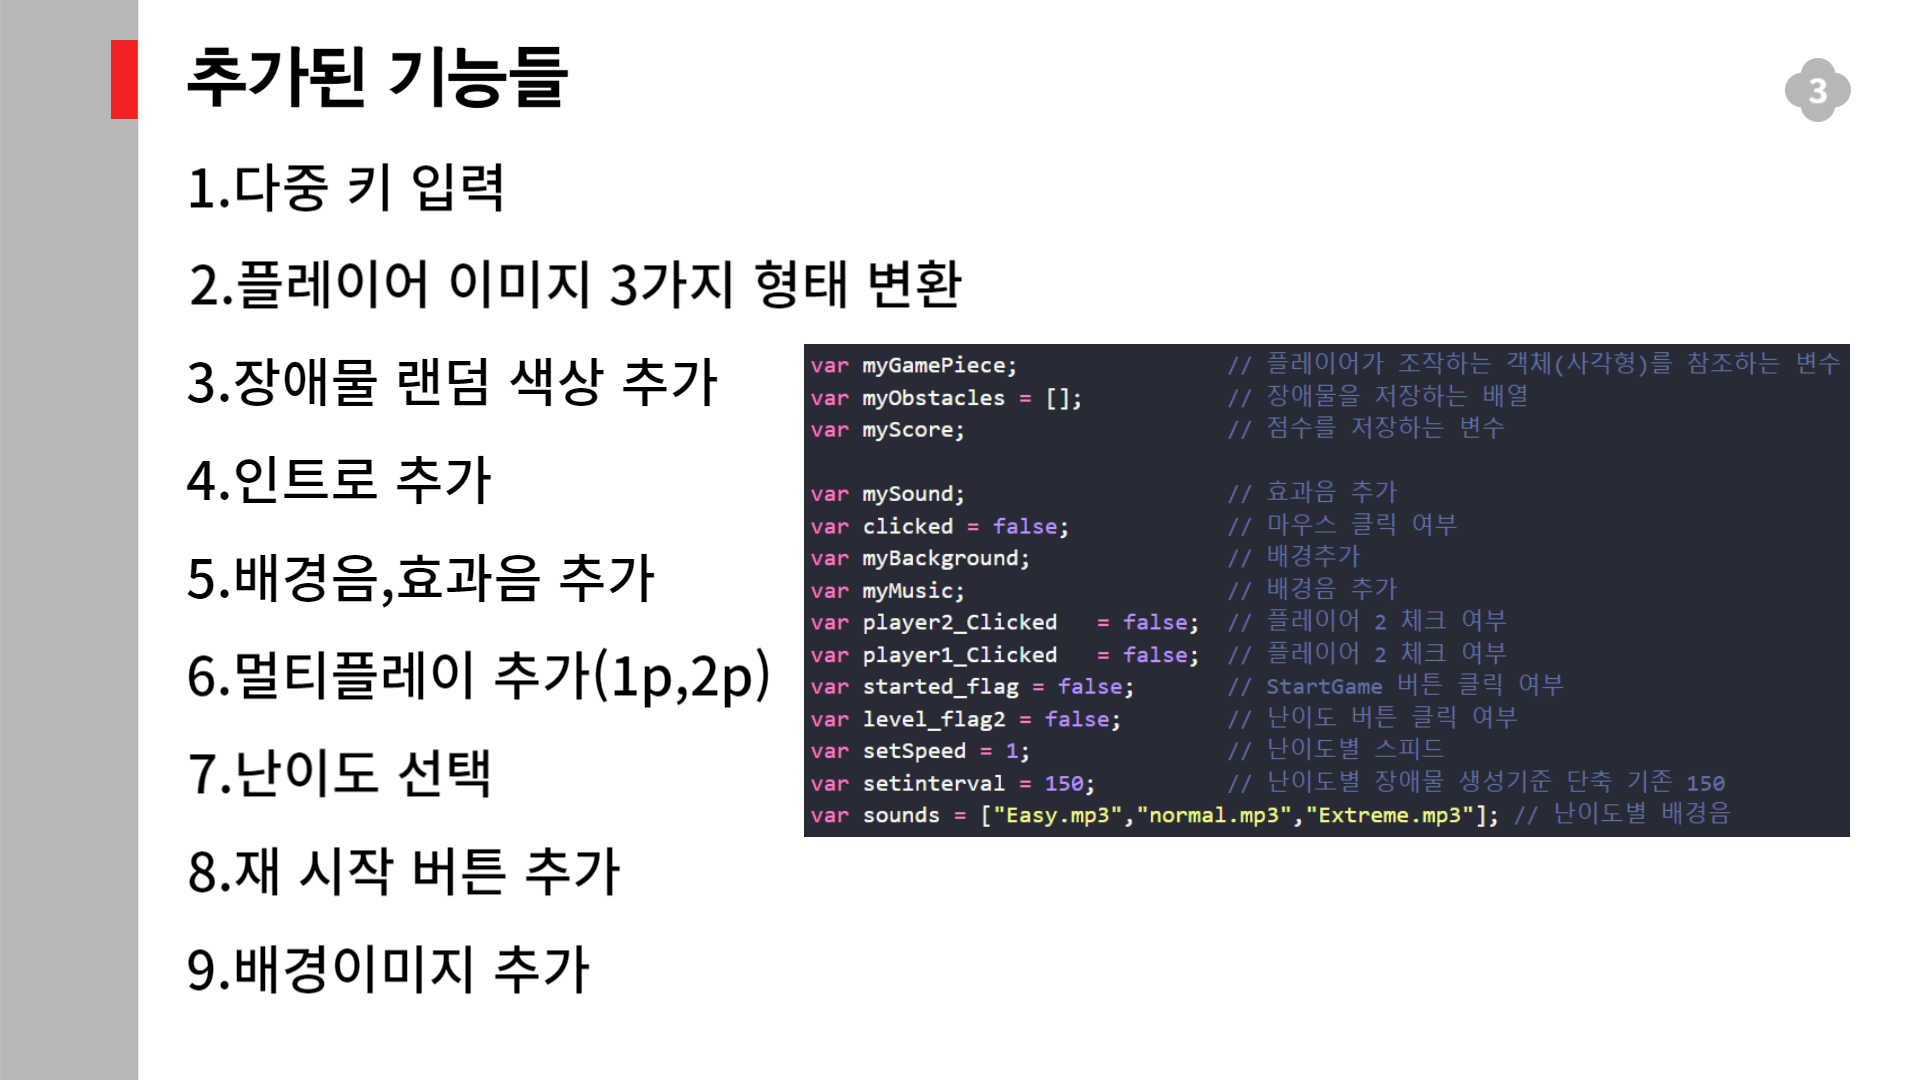 추가된 기능들
3
1.다중 키 입력
2.플레이어 이미지 3가지 형태 변환
3.장애물 랜덤 색상 추가
4.인트로 추가
5.배경음,효과음 추가
6.멀티플레이 추가(1p,2p)
7.난이도 선택
8.재 시작 버튼 추가
9.배경이미지 추가
var myGamePiece; // 플레이어가 조작하는 객체(사각형)를 참조하는 변수
var myObstacles = []; // 장애물을 저장하는 배열
var myScore; // 점수를 저장하는 변수
var mySound; // 효과음 추가
var clicked = false; // 마우스 클릭 여부
var myBackground; // 배경추가
var myMusic; // 배경음 추가
var player2_Clicked = false; // 플레이어 2 체크 여부
var player1_Clicked = false; // 플레이어 2 체크 여부
var started_flag = false; // StartGame 버튼 클릭 여부
var level_flag2 = false; // 난이도 버튼 클릭 여부
var setSpeed = 1; // 난이도별 스피드
var setinterval = 150; // 난이도별 장애물 생성기준 단축 기존 150
var sounds = ["Easy.mp3","normal.mp3","Extreme.mp3"]; // 난이도별 배경음